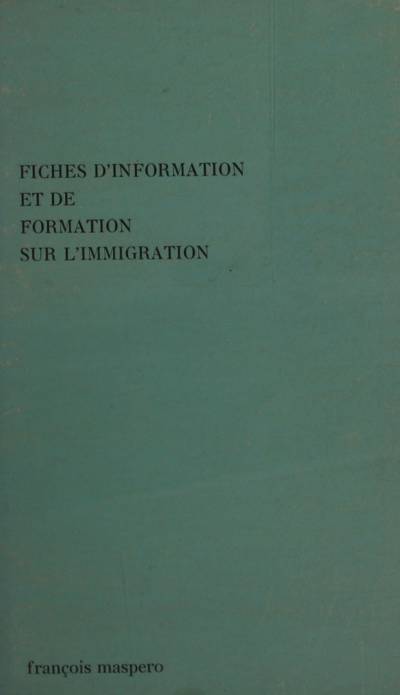 FICHES D'INFORMATION
ET DE
FORMATION
SUR L'IMMIGRATION
françois maspero